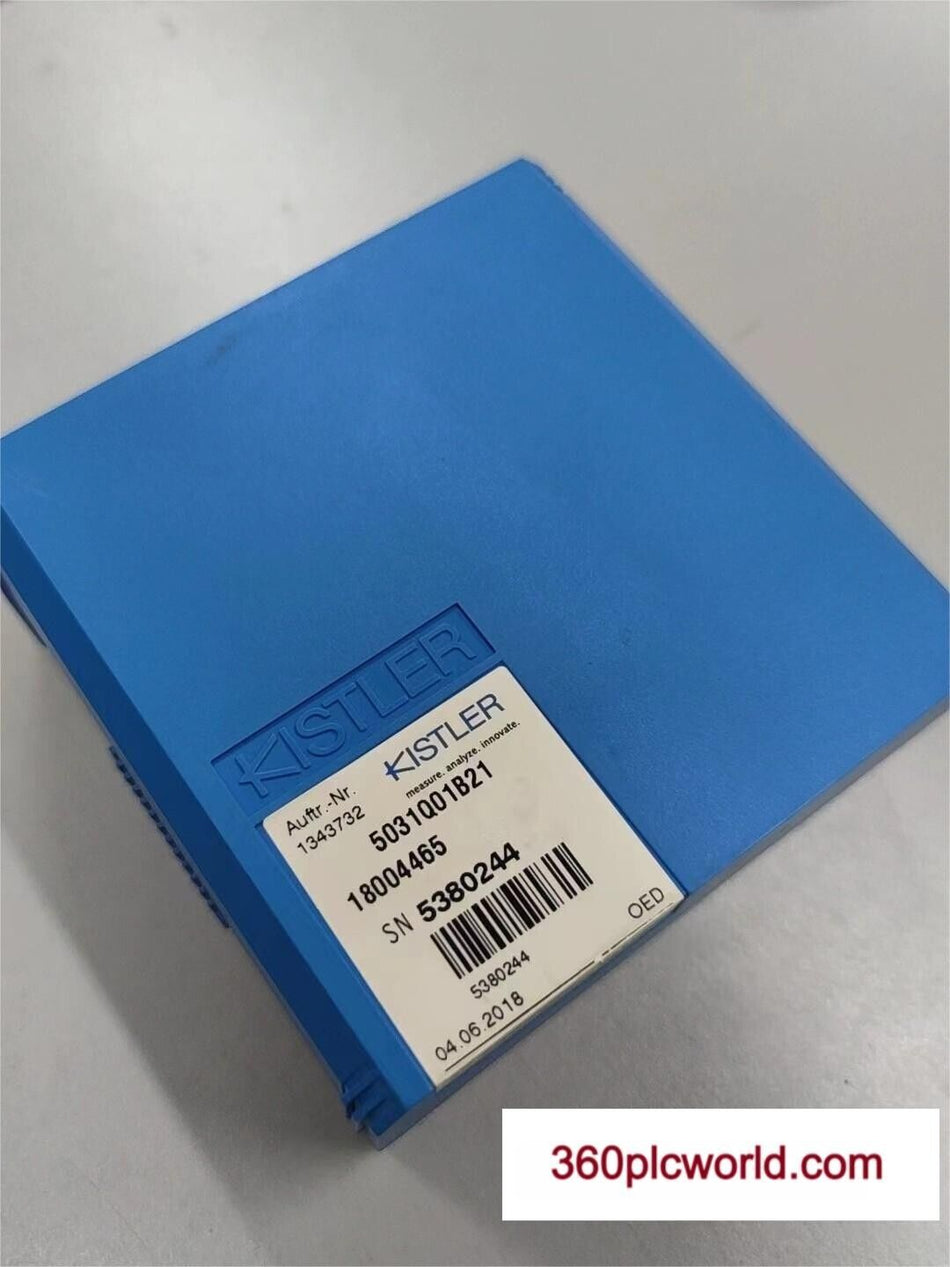 KISTLER
KISTLER
measure. analyze. innovate.
Auftr.-Nr.
1343732
5031Q01B21
18004465
SN 5380244
5380244
OED
04.06.2018
360plcworld.com